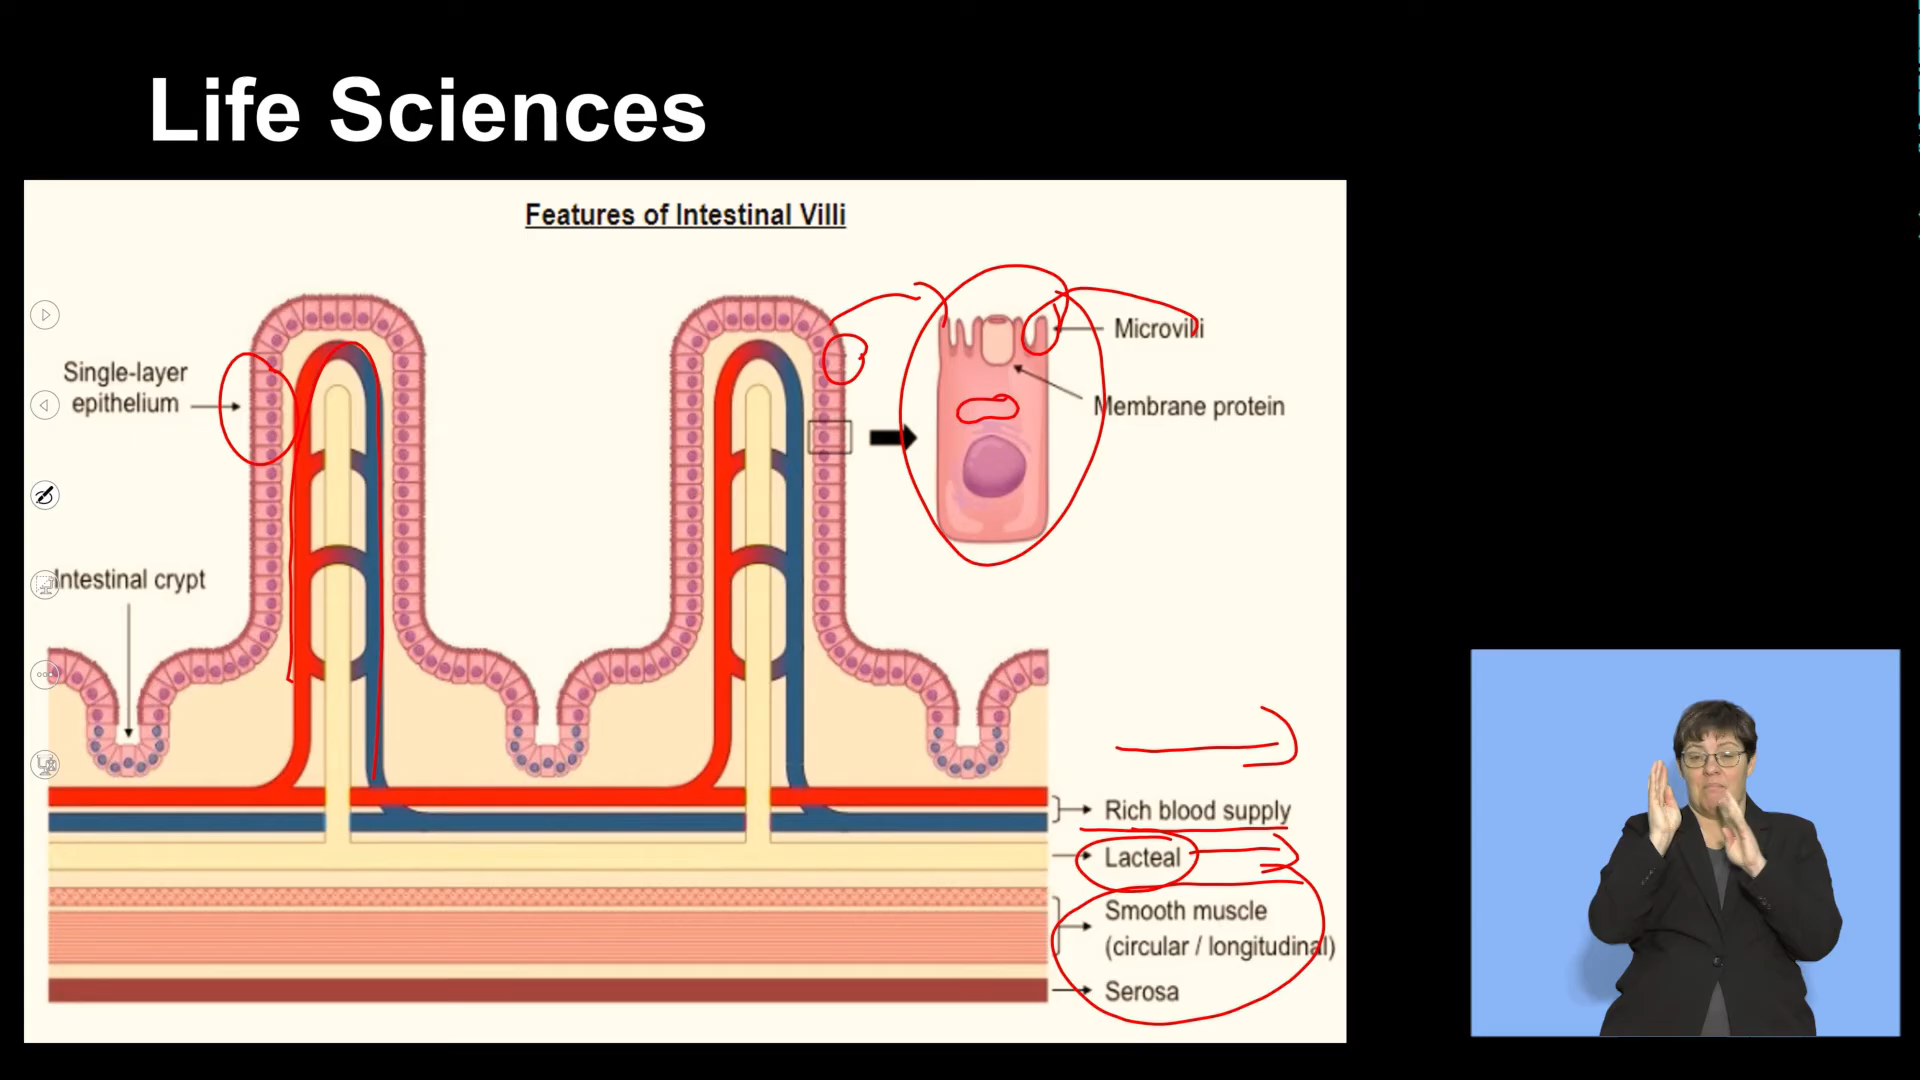 Life Sciences
Features of Intestinal Villi
Microvilli
Single-layer
epithelium
Membrane protein
Intestinal crypt
Rich blood supply
Lacteal
Smooth muscle
(circular / longitudinal)
Serosa